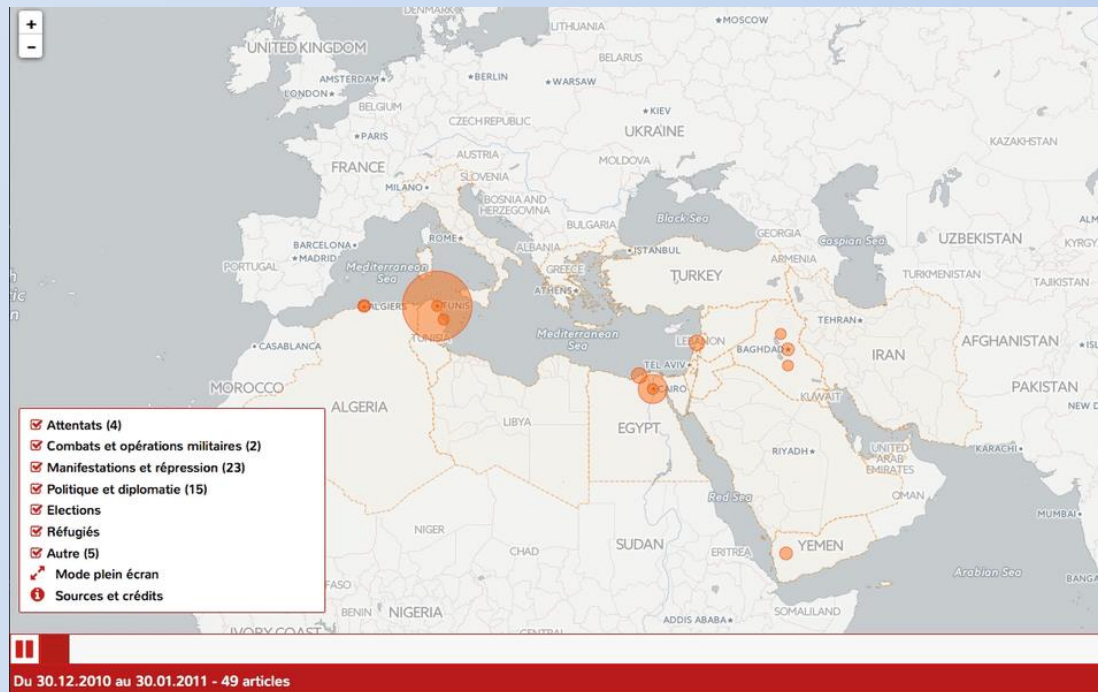 +
−
DENMARK
MOSCOW
LITHUANIA
UNITED KINGDOM
BELARUS
AMSTERDAM
BERLIN
WARSAW
LONDON
BELGIUM
KIEV
CZECH REPUBLIC
PARIS
UKRAINE
KAZAKHSTAN
AUSTRIA
MOLDOVA
FRANCE
SLOVENIA
MILANO
BOSNIA AND
HERZEGOVINA
BULGARIA
Black Sea
GEORGIA
Caspian Sea
UZBEKISTAN
BARCELONA
ROME
ALBANIA
ISTANBUL
ARMENIA
MADRID
PORTUGAL
Mediterranean
Sea
GREECE
TURKEY
TURKMENISTAN
TAJIKISTAN
ATHENS
ALGIERS
TUNIS
TEHRAN
CASABLANCA
TUNISIA
Mediterranean
Sea
LEBANON
BAGHDAD
AFGHANISTAN
TEL AVIV
IRAN
MOROCCO
CAIRO
KUWAIT
PAKISTAN
ALGERIA
LIBYA
EGYPT
NEW D
RIYADH
UNITED
ARAB
EMIRATES
KARACHI
Red Sea
OMAN
MUMBAI
NIGER
CHAD
SUDAN
ERITREA
YEMEN
Arabian Sea
FASO
BENIN
NIGERIA
SOMALILAND
ADDIS ABABA
IVORY COAST
CENTRAL
Attentats (4)
Combats et opérations militaires (2)
Manifestations et répression (23)
Politique et diplomatie (15)
Elections
Réfugiés
Autre (5)
Mode plein écran
Sources et crédits
Du 30.12.2010 au 30.01.2011 - 49 articles